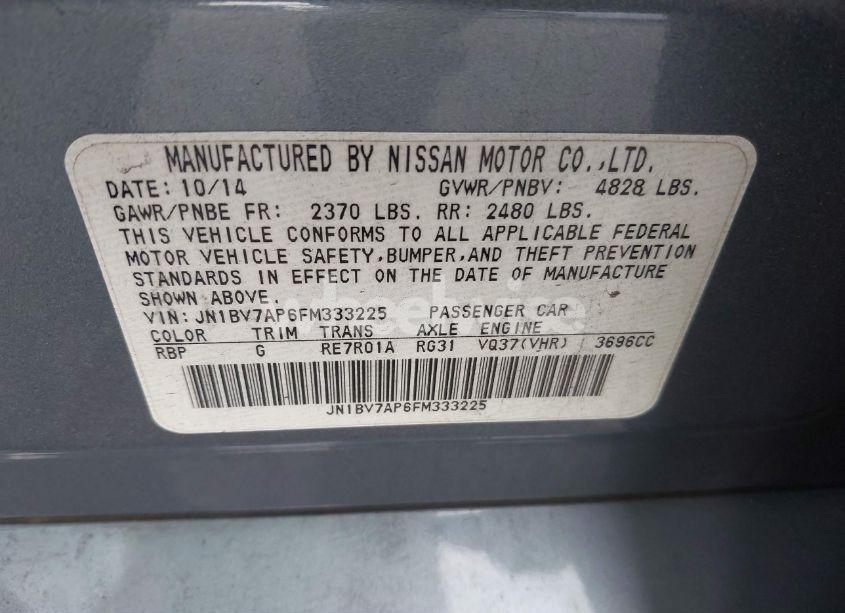 MANUFACTURED BY NISSAN MOTOR CO.,LTD.
DATE: 10/14 GVWR/PNBV: 4828 LBS.
GAWR/PNBE FR: 2370 LBS. RR: 2480 LBS.
THIS VEHICLE CONFORMS TO ALL APPLICABLE FEDERAL
MOTOR VEHICLE SAFETY,BUMPER,AND THEFT PREVENTION
STANDARDS IN EFFECT ON THE DATE OF MANUFACTURE
SHOWN ABOVE.
VIN: JN1BV7AP6FM333225 PASSENGER CAR
COLOR TRIM TRANS AXLE ENGINE
RBP G RE7R01A RG31 VQ37(VHR) 3696CC
JN1BV7AP6FM333225